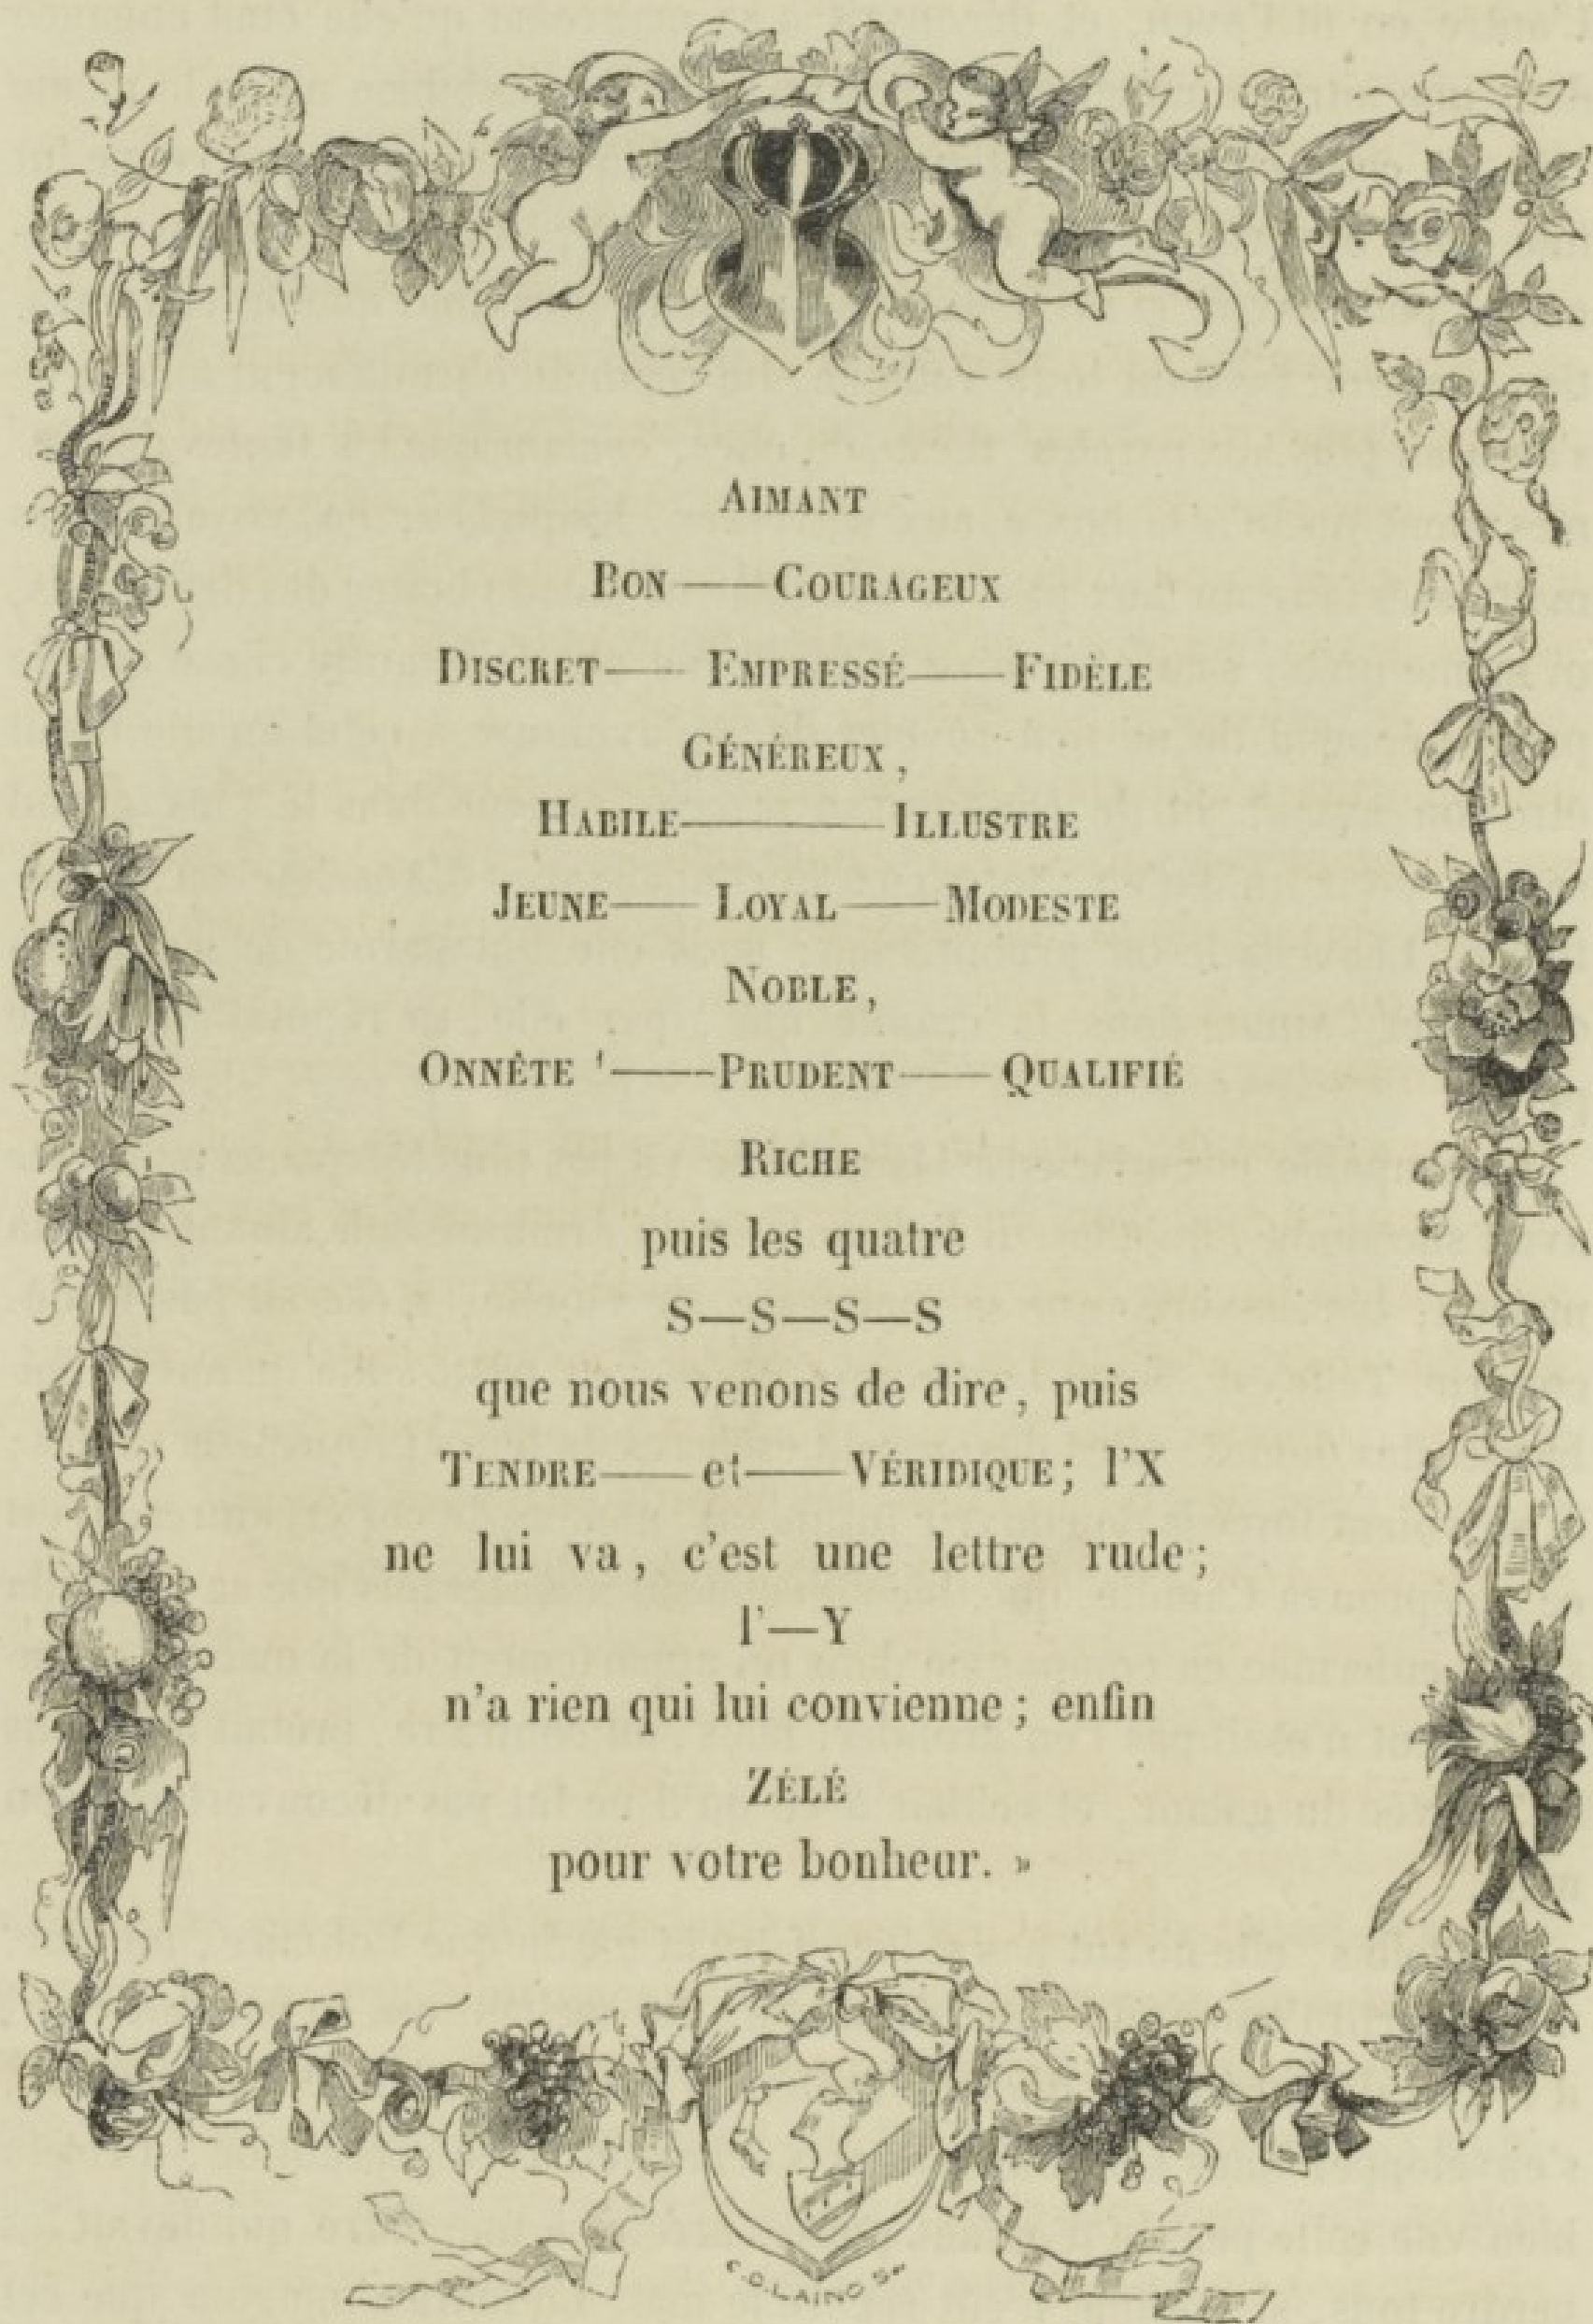 AIMANT
BON — COURAGEUX
DISCRET — EMPRESSÉ — FIDÈLE
GÉNÉREUX,
HABILE — ILLUSTRE
JEUNE — LOYAL — MODESTE
NOBLE,
ONNÊTE ¹ — PRUDENT — QUALIFIÉ
RICHE
puis les quatre
S—S—S—S
que nous venons de dire, puis
TENDRE — et — VÉRIDIQUE; l'X
ne lui va, c'est une lettre rude;
l'—Y
n'a rien qui lui convienne; enfin
ZÉLÉ
pour votre bonheur. »